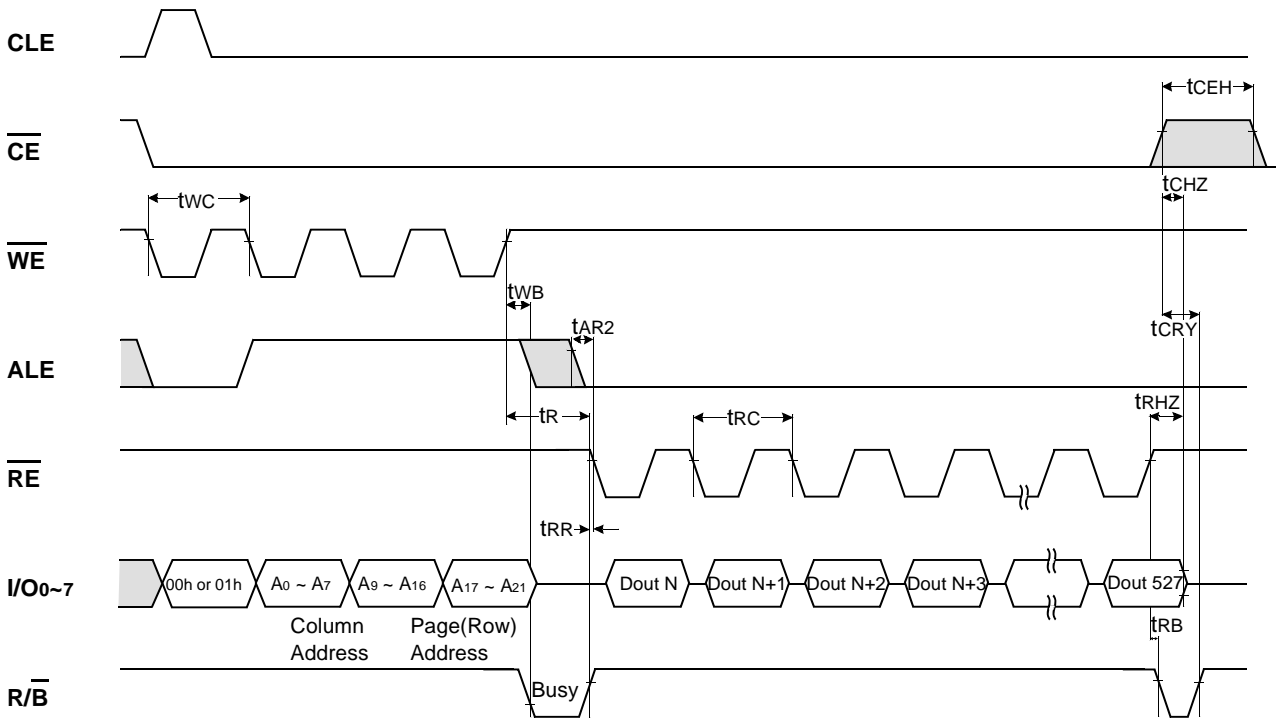 CLE
tCEH
CE
tCHZ
tWC
WE
tWB
tAR2
tCRY
ALE
tR
tRC
tRHZ
RE
tRR
I/O0~7
00h or 01h
A0 ~ A7
A9 ~ A16
A17 ~ A21
Dout N
Dout N+1
Dout N+2
Dout N+3
Dout 527
Column
Address
Page(Row)
Address
tRB
R/B
Busy